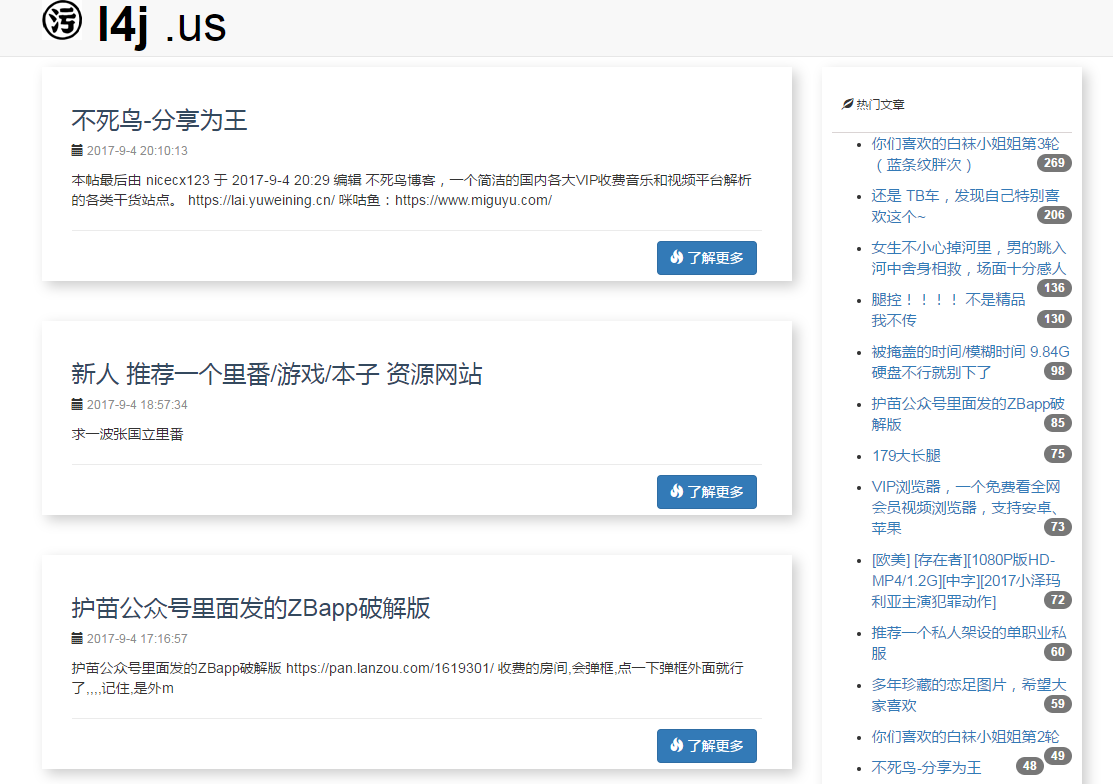 污 l4j .us
不死鸟-分享为王
2017-9-4 20:10:13
本帖最后由 nicecx123 于 2017-9-4 20:29 编辑 不死鸟博客，一个简洁的国内各大VIP收费音乐和视频平台解析
的各类干货站点。 https://lai.yuweining.cn/ 咪咕鱼：https://www.miguyu.com/
了解更多
新人 推荐一个里番/游戏/本子 资源网站
2017-9-4 18:57:34
求一波张国立里番
了解更多
护苗公众号里面发的ZBapp破解版
2017-9-4 17:16:57
护苗公众号里面发的ZBapp破解版 https://pan.lanzou.com/1619301/ 收费的房间,会弹框,点一下弹框外面就行
了,,,,记住,是外m
了解更多
热门文章
你们喜欢的白袜小姐姐第3轮
（蓝条纹胖次） 269
还是 TB车，发现自己特别喜
欢这个~ 206
女生不小心掉河里，男的跳入
河中舍身相救，场面十分感人
136
腿控！！！！ 不是精品
我不传 130
被掩盖的时间/模糊时间 9.84G
硬盘不行就别下了 98
护苗公众号里面发的ZBapp破
解版 85
179大长腿 75
VIP浏览器，一个免费看全网
会员视频浏览器，支持安卓、
苹果 73
[欧美] [存在者][1080P版HD-
MP4/1.2G][中字][2017小泽玛
利亚主演犯罪动作] 72
推荐一个私人架设的单职业私
服 60
多年珍藏的恋足图片，希望大
家喜欢 59
你们喜欢的白袜小姐姐第2轮
49
不死鸟-分享为王 48